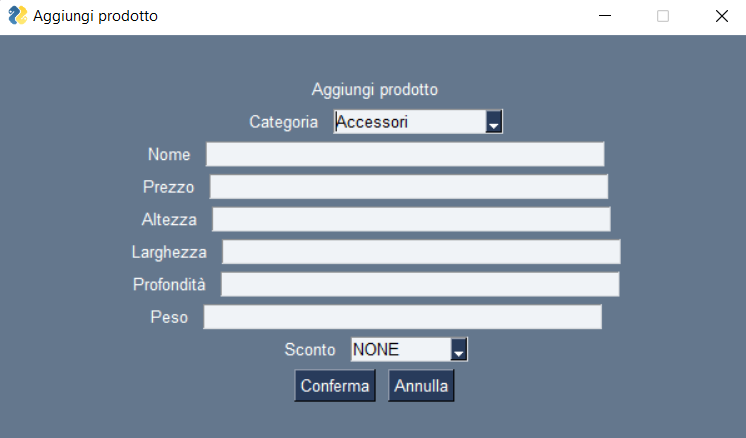 Aggiungi prodotto
Aggiungi prodotto
Categoria Accessori
Nome
Prezzo
Altezza
Larghezza
Profondità
Peso
Sconto NONE
Conferma Annulla